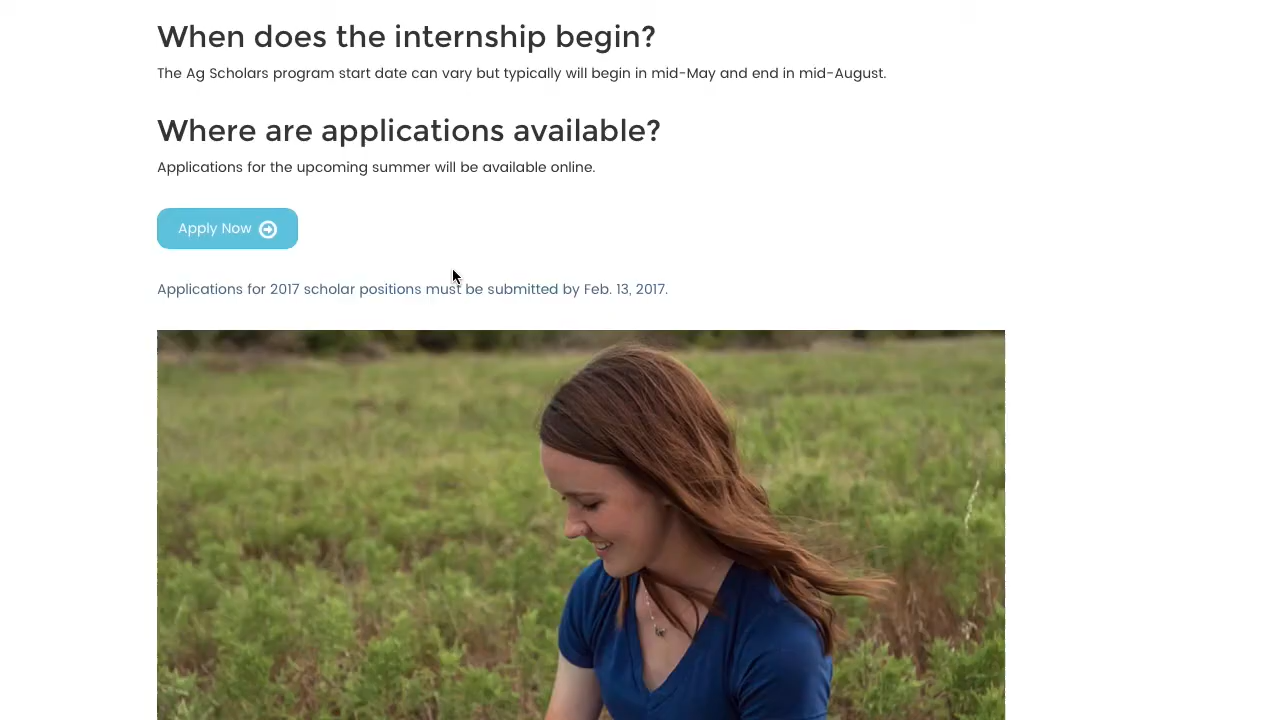 When does the internship begin?
The Ag Scholars program start date can vary but typically will begin in mid-May and end in mid-August.
Where are applications available?
Applications for the upcoming summer will be available online.
Apply Now
Applications for 2017 scholar positions must be submitted by Feb. 13, 2017.